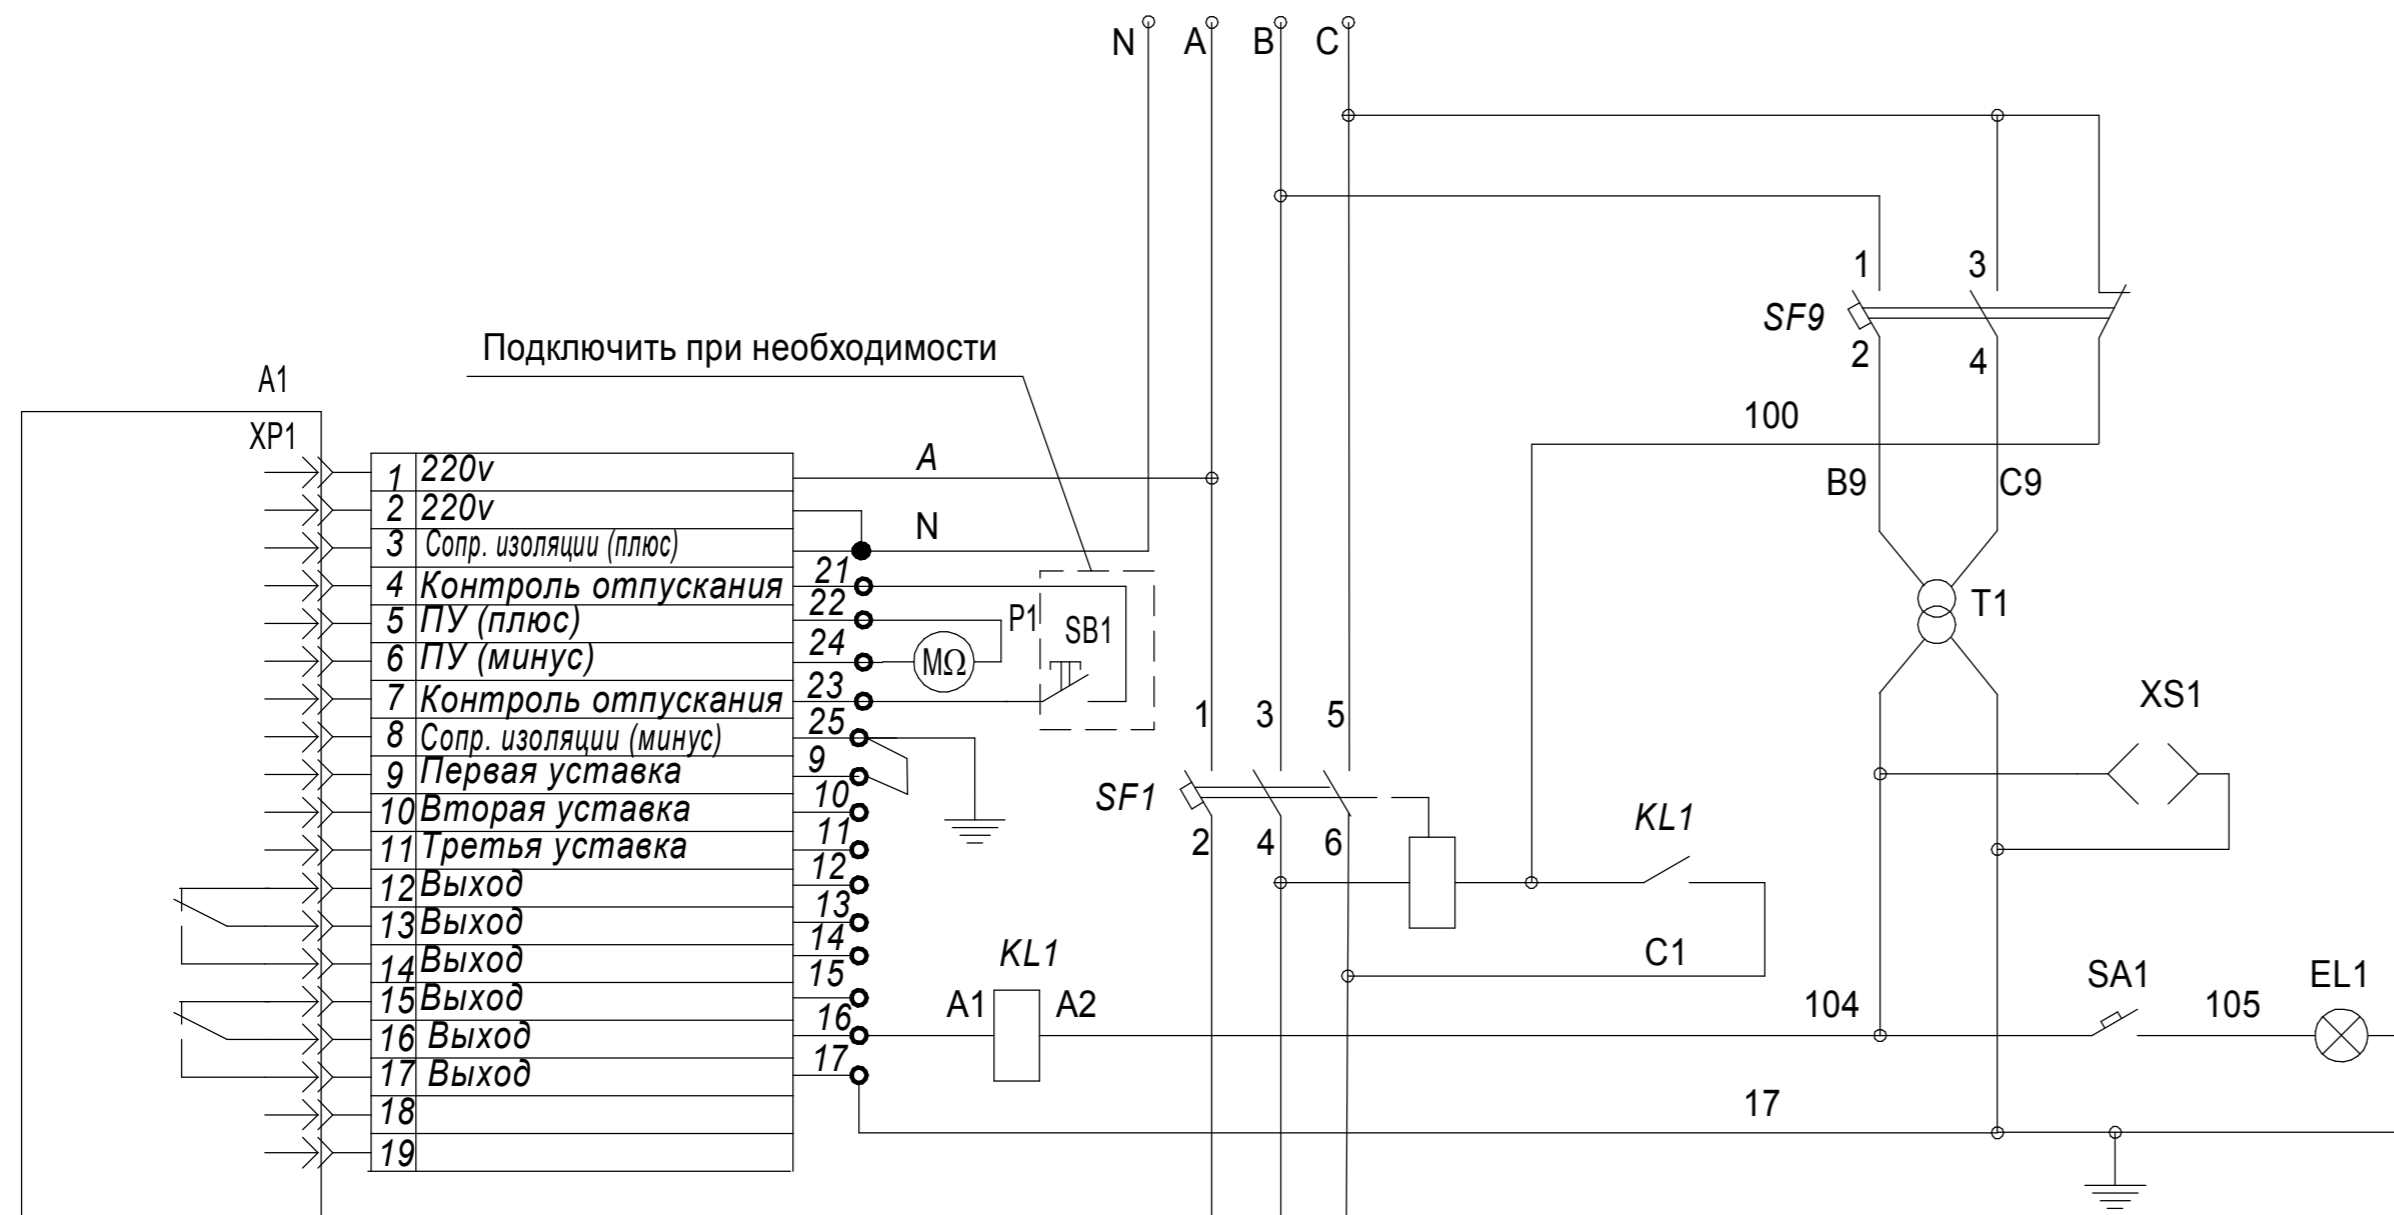 N A B C
1 3
SF9
2 4
Подключить при необходимости
A1
XP1
100
B9 C9
1 220v A
2 220v N
3 Сопр. изоляции (плюс)
4 Контроль отпускания 21
5 ПУ (плюс) 22
6 ПУ (минус) 24
7 Контроль отпускания 23
8 Сопр. изоляции (минус) 25
9 Первая уставка 9
10 Вторая уставка 10
11 Третья уставка 11
12 Выход 12
13 Выход 13
14 Выход 14
15 Выход 15
16 Выход 16
17 Выход 17
18
19
P1 SB1
MΩ
T1
XS1
1 3 5
SF1
2 4 6
KL1
C1
KL1
A1 A2
104 SA1 105 EL1
17